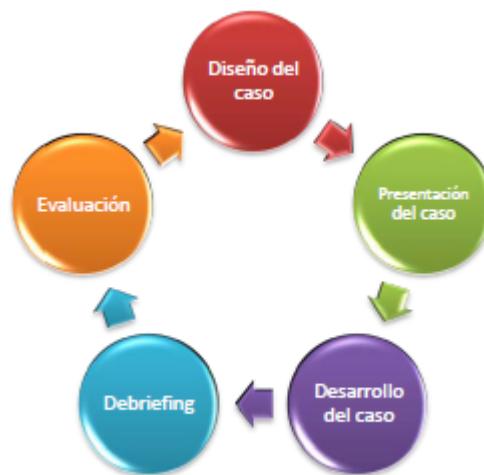 Diseño del
caso
Presentación
del caso
Desarrollo
del caso
Debriefing
Evaluación